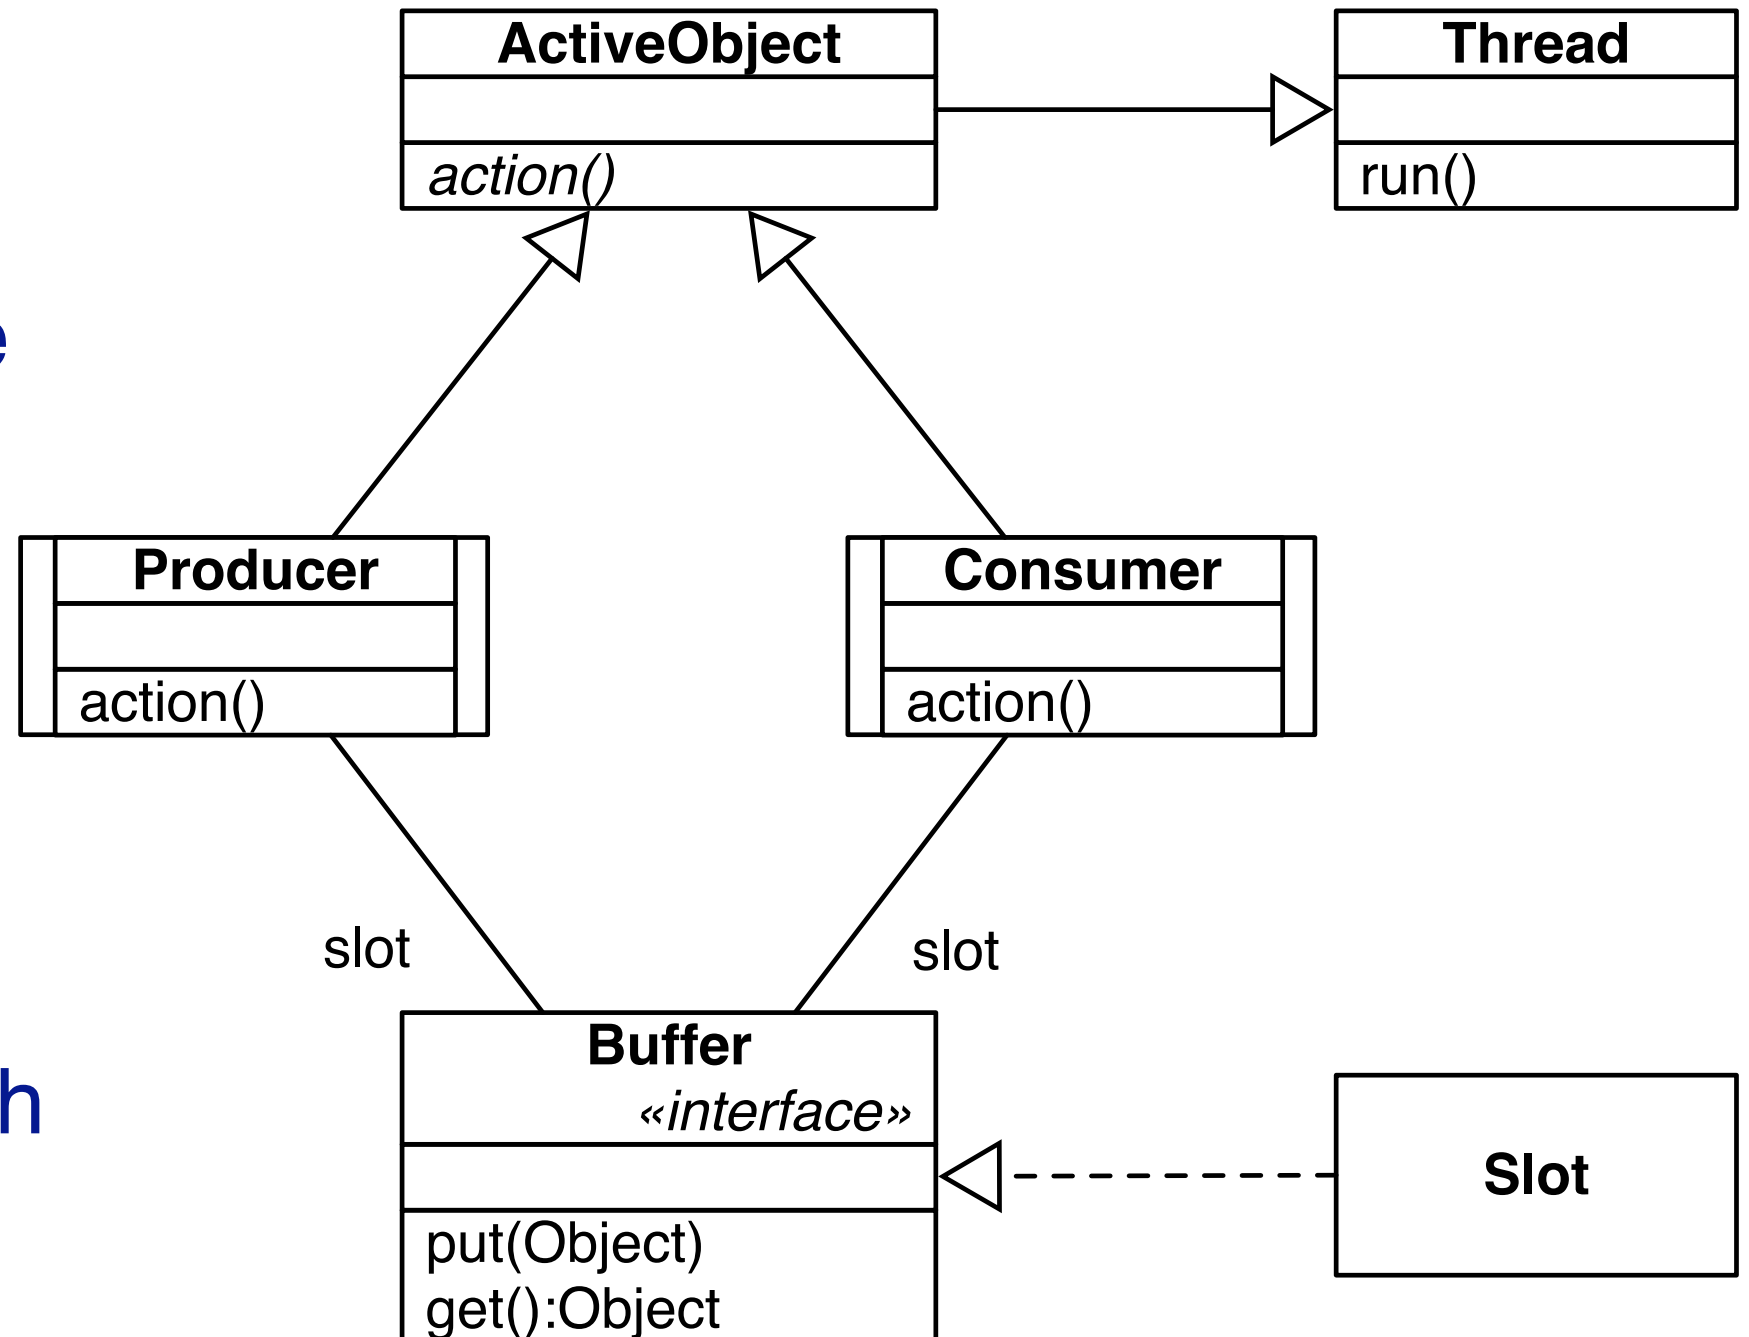 ActiveObject
action()
Thread
run()
e
Producer
action()
Consumer
action()
slot
slot
h
Buffer
«interface»
put(Object)
get():Object
Slot